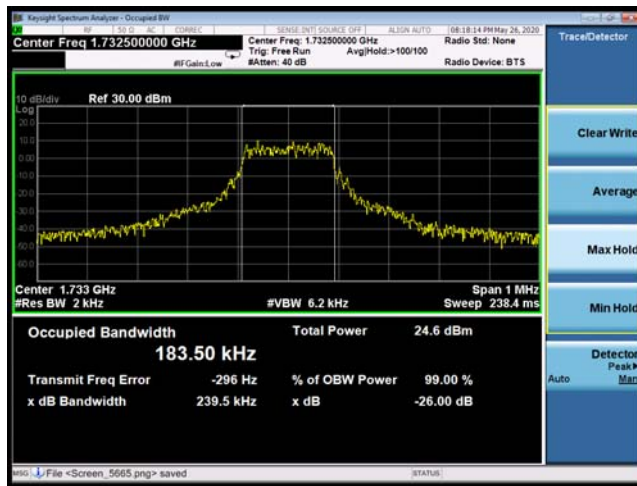 Keysight Spectrum Analyzer - Occupied BW
RF 50 Ω AC CORREC SENSE:INT SOURCE OFF ALIGN AUTO 08:18:14 PM May 26, 2020
Center Freq 1.732500000 GHz
Center Freq: 1.732500000 GHz
Radio Std: None
Trig: Free Run Avg|Hold:>100/100
#IFGain:Low
#Atten: 40 dB
Radio Device: BTS
Trace/Detector
10 dB/div Ref 30.00 dBm
Log
20.0
10.0
0.00
-10.0
-20.0
-30.0
-40.0
-50.0
-60.0
Center 1.733 GHz
Span 1 MHz
#Res BW 2 kHz
#VBW 6.2 kHz
Sweep 238.4 ms
Occupied Bandwidth
183.50 kHz
Total Power 24.6 dBm
Transmit Freq Error -296 Hz
% of OBW Power 99.00 %
x dB Bandwidth 239.5 kHz
x dB -26.00 dB
Clear Write
Average
Max Hold
Min Hold
Detector
Peak▶
Auto Man
MSG File <Screen_5665.png> saved
STATUS